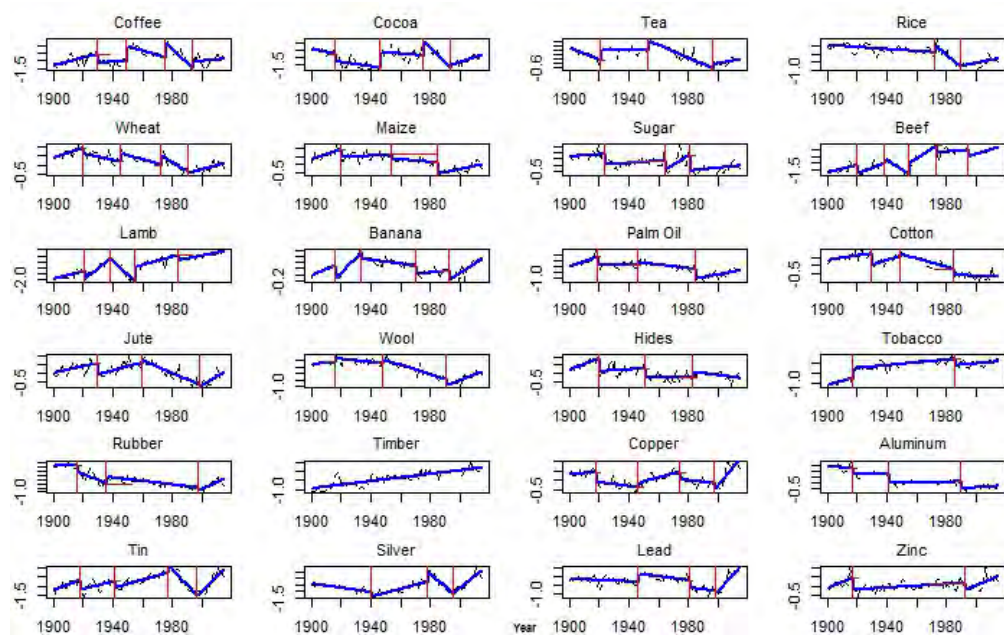 Coffee Cocoa Tea Rice
-1.5 -1.5 -0.6 -1.0
1900 1940 1980 1900 1940 1980 1900 1940 1980 1900 1940 1980
Wheat Maize Sugar Beef
-0.5 -0.5 -0.5 -1.5
1900 1940 1980 1900 1940 1980 1900 1940 1980 1900 1940 1980
Lamb Banana Palm Oil Cotton
-2.0 -0.2 -1.0 -0.5
1900 1940 1980 1900 1940 1980 1900 1940 1980 1900 1940 1980
Jute Wool Hides Tobacco
-0.5 -1.0 -0.5 -1.0
1900 1940 1980 1900 1940 1980 1900 1940 1980 1900 1940 1980
Rubber Timber Copper Aluminum
-1.0 -1.0 -0.5 -0.5
1900 1940 1980 1900 1940 1980 1900 1940 1980 1900 1940 1980
Tin Silver Lead Zinc
-1.5 -1.5 -1.0 -0.5
1900 1940 1980 1900 1940 1980 Year 1900 1940 1980 1900 1940 1980